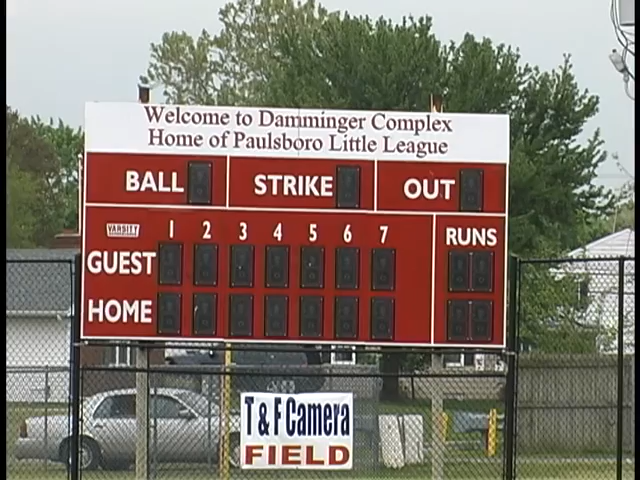 Welcome to Damminger Complex
Home of Paulsboro Little League
BALL STRIKE OUT
VARSITY 1 2 3 4 5 6 7 RUNS
GUEST
HOME
T & F Camera
FIELD